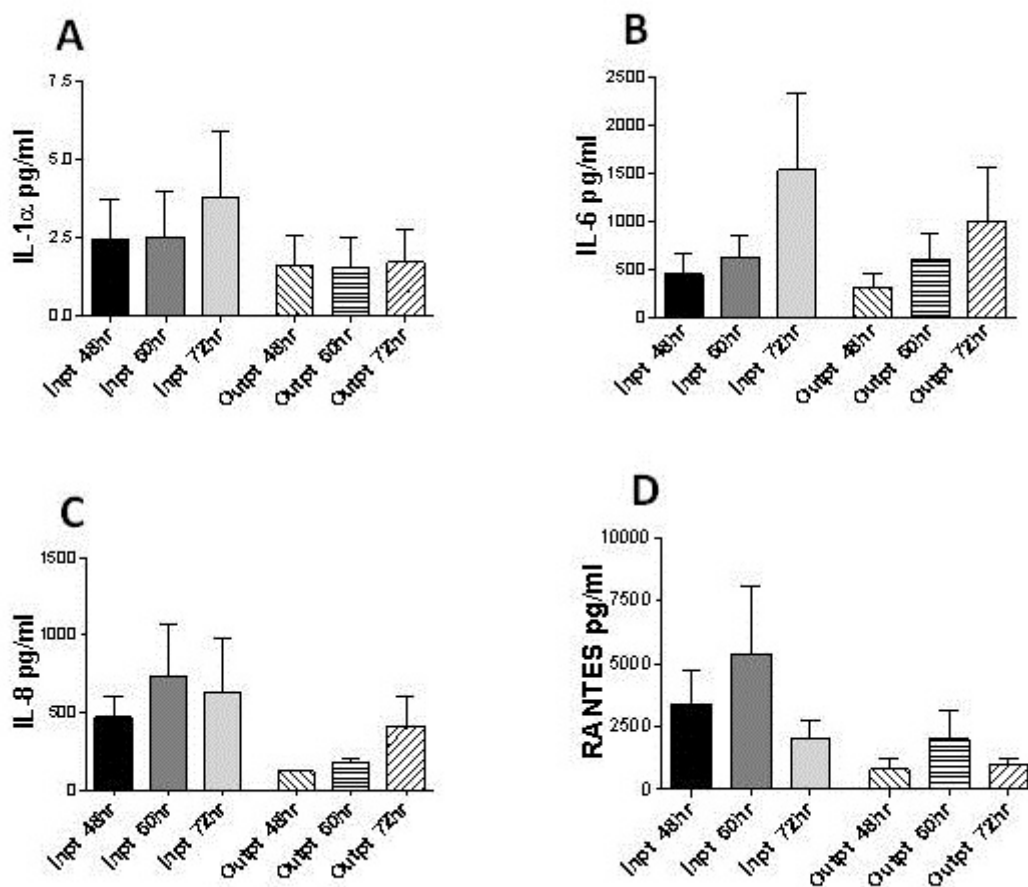 A
IL-1α pg/ml
7.5
5.0
2.5
0.0
Inpt 48hr
Inpt 60hr
Inpt 72hr
Outpt 48hr
Outpt 60hr
Outpt 72hr
B
IL-6 pg/ml
2500
2000
1500
1000
500
0
Inpt 48hr
Inpt 60hr
Inpt 72hr
Outpt 48hr
Outpt 60hr
Outpt 72hr
C
IL-8 pg/ml
1500
1000
500
0
Inpt 48hr
Inpt 60hr
Inpt 72hr
Outpt 48hr
Outpt 60hr
Outpt 72hr
D
RANTES pg/ml
10000
7500
5000
2500
0
Inpt 48hr
Inpt 60hr
Inpt 72hr
Outpt 48hr
Outpt 60hr
Outpt 72hr